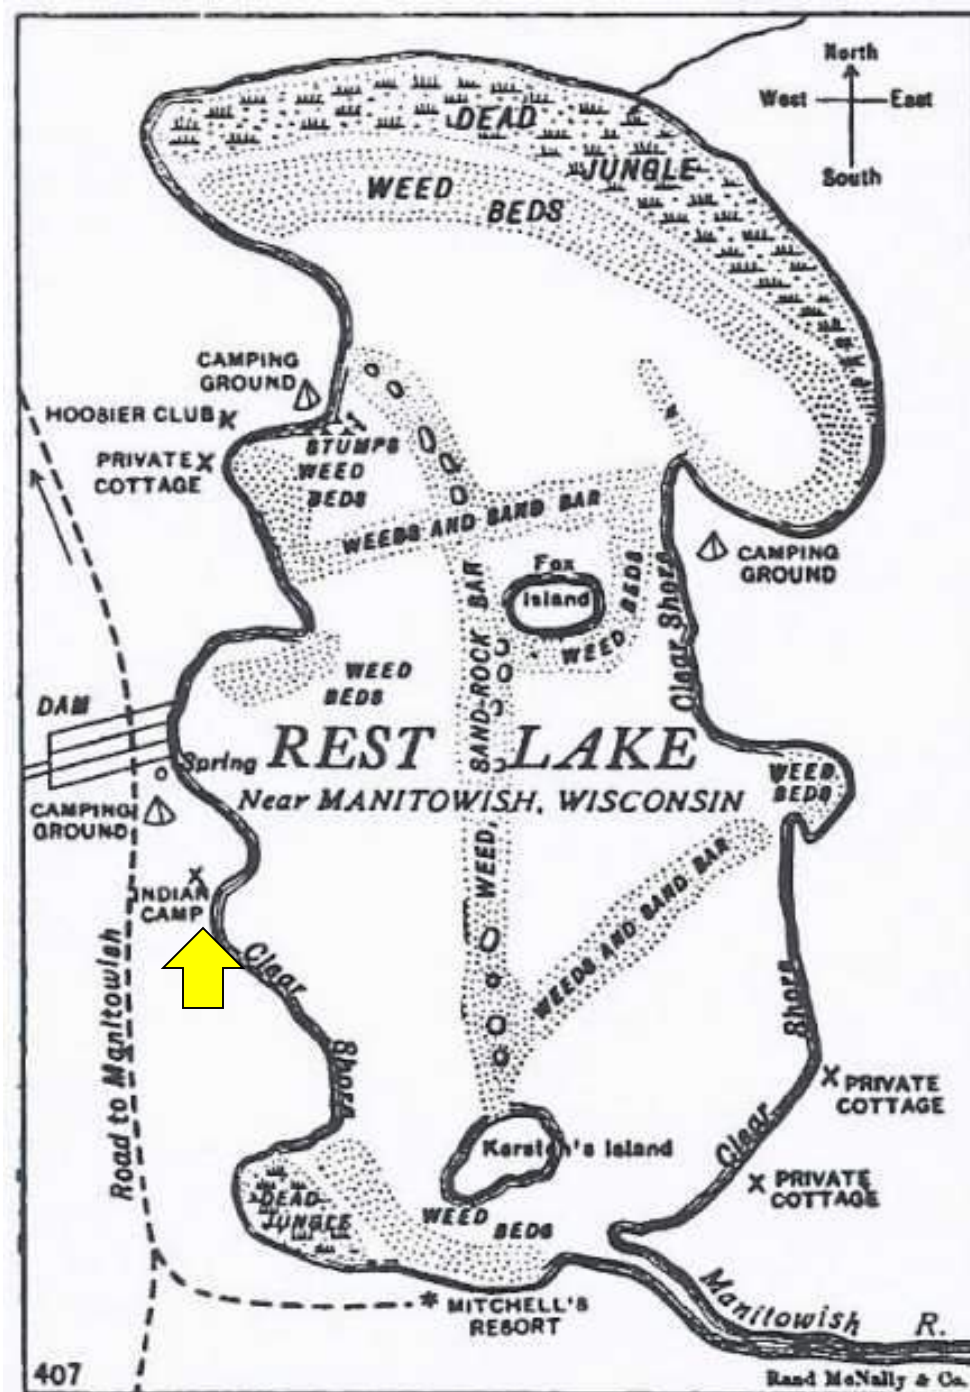 North
West East
South
DEAD
JUNGLE
WEED
BEDS
CAMPING
GROUND
HOOSIER CLUB X
PRIVATE X
COTTAGE
STUMPS
WEED
BEDS
WEEDS AND SAND BAR
Fox
Island
WEED BEDS
Clear Shore
CAMPING
GROUND
WEED
BEDS
DAM
Spring
REST LAKE
Near MANITOWISH, WISCONSIN
WEED, SAND-ROCK BAR
WEED
BEDS
CAMPING
GROUND
X
INDIAN
CAMP
WEEDS AND SAND BAR
Clear
Shore
Road to Manitowish
Clear Shore
X PRIVATE
COTTAGE
X PRIVATE
COTTAGE
Karsten's Island
DEAD
JUNGLE
WEED
BEDS
* MITCHELL'S
RESORT
Manitowish R.
407
Rand McNally & Co.